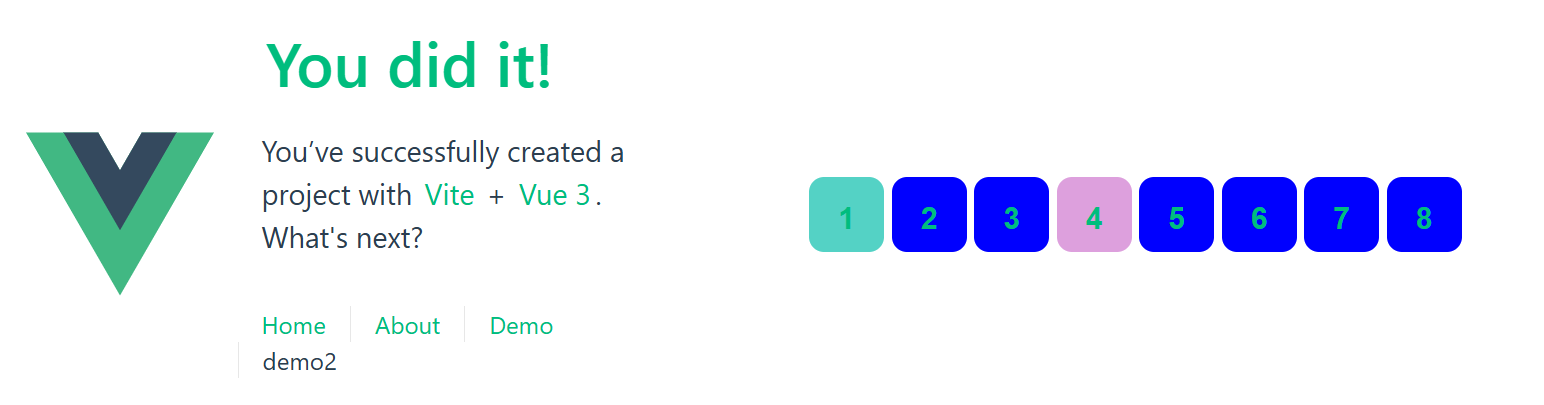 You did it!
You’ve successfully created a
project with Vite + Vue 3.
What's next?
Home About Demo
demo2
1 2 3 4 5 6 7 8